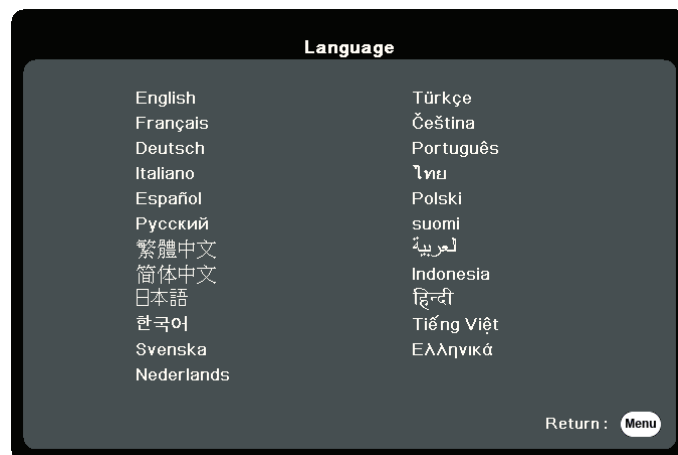 Language
English
Français
Deutsch
Italiano
Español
Русский
繁體中文
简体中文
日本語
한국어
Svenska
Nederlands
Türkçe
Čeština
Português
ไทย
Polski
suomi
العربية
Indonesia
हिन्दी
Tiếng Việt
Ελληνικά
Return: Menu